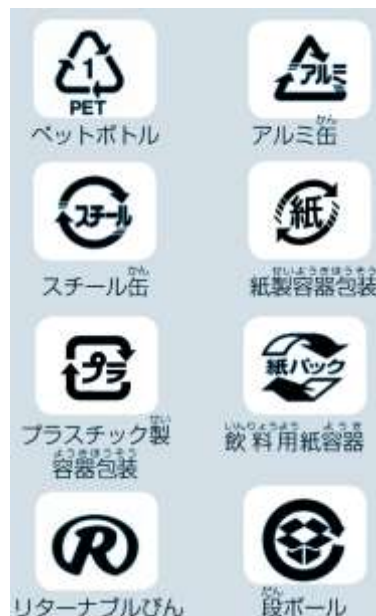 1
PET
ペットボトル
アルミ
アルミ缶
かん
スチール
スチール缶
かん
紙
紙製容器包装
せいようきほうそう
プラ
プラスチック製
せい
容器包装
ようきほうそう
紙パック
飲料用紙容器
いんりょうよう ようき
R
リターナブルびん
段ボール
だん